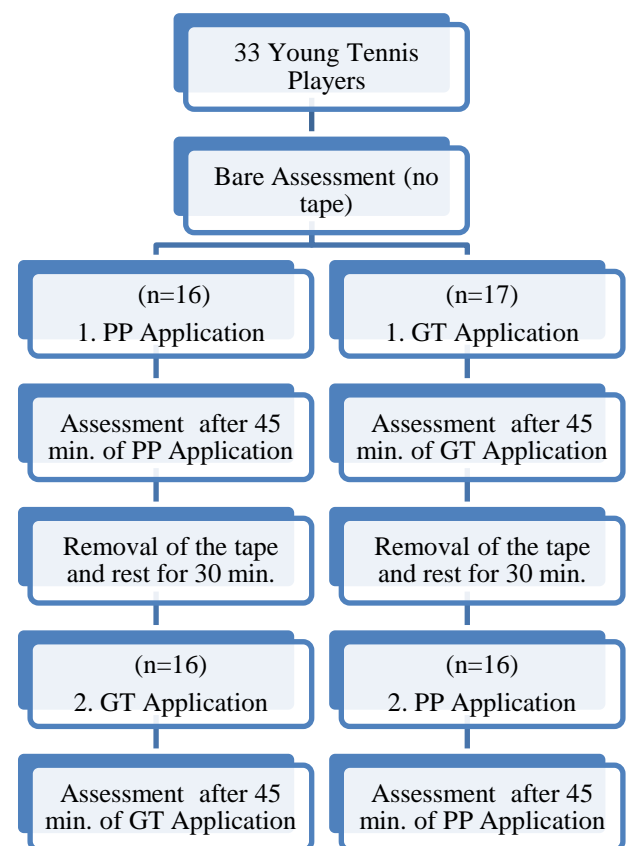 33 Young Tennis
Players
Bare Assessment (no
tape)
(n=16)
1. PP Application
(n=17)
1. GT Application
Assessment after 45
min. of PP Application
Assessment after 45
min. of GT Application
Removal of the tape
and rest for 30 min.
Removal of the tape
and rest for 30 min.
(n=16)
2. GT Application
(n=16)
2. PP Application
Assessment after 45
min. of GT Application
Assessment after 45
min. of PP Application